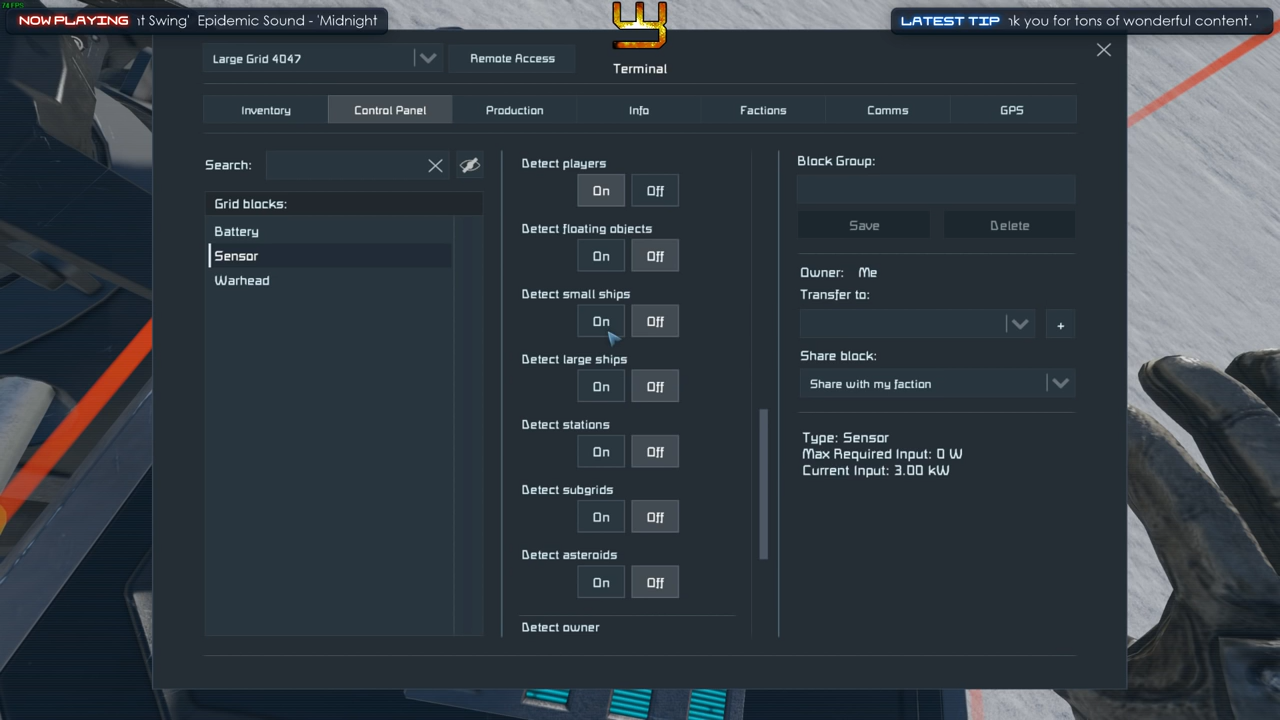 74 FPS
NOW PLAYING nt Swing' Epidemic Sound - 'Midnight
LATEST TIP nk you for tons of wonderful content. '
Large Grid 4047
Remote Access
Terminal
Inventory
Control Panel
Production
Info
Factions
Comms
GPS
Search:
Grid blocks:
Battery
Sensor
Warhead
Detect players
On Off
Detect floating objects
On Off
Detect small ships
On Off
Detect large ships
On Off
Detect stations
On Off
Detect subgrids
On Off
Detect asteroids
On Off
Detect owner
Block Group:
Save Delete
Owner: Me
Transfer to:
+
Share block:
Share with my faction
Type: Sensor
Max Required Input: 0 W
Current Input: 3.00 kW